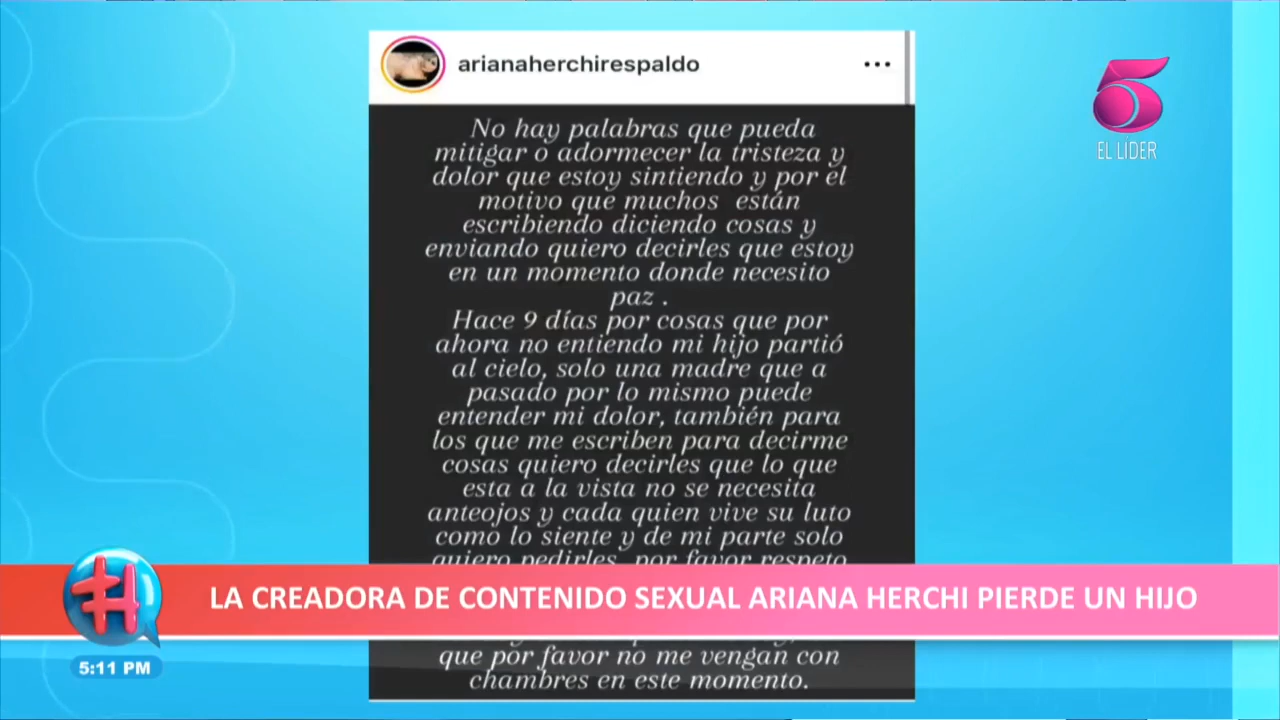 arianaherchirespaldo
5
EL LÍDER
No hay palabras que pueda
mitigar o adormecer la tristeza y
dolor que estoy sintiendo y por el
motivo que muchos están
escribiendo diciendo cosas y
enviando quiero decirles que estoy
en un momento donde necesito
paz .
Hace 9 días por cosas que por
ahora no entiendo mi hijo partió
al cielo, solo una madre que a
pasado por lo mismo puede
entender mi dolor, también para
los que me escriben para decirme
cosas quiero decirles que lo que
esta a la vista no se necesita
anteojos y cada quien vive su luto
como lo siente y de mi parte solo
quiero pedirles, por favor respeto
LA CREADORA DE CONTENIDO SEXUAL ARIANA HERCHI PIERDE UN HIJO
que por favor no me vengan con
chambres en este momento.
H
5:11 PM